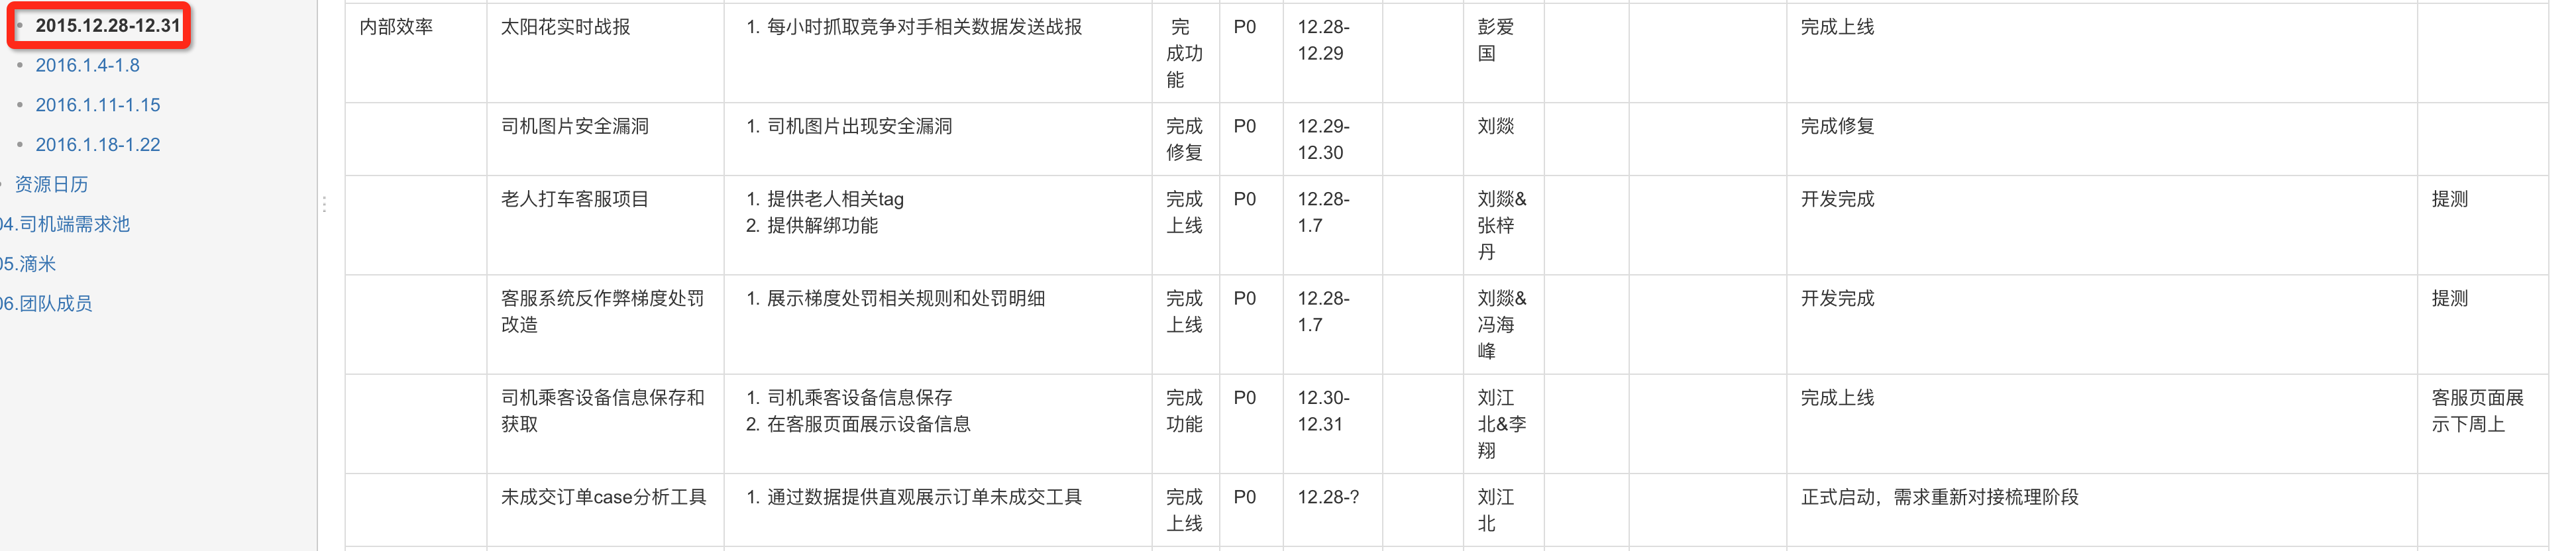 2015.12.28-12.31
2016.1.4-1.8
2016.1.11-1.15
2016.1.18-1.22
资源日历
04.司机端需求池
05.滴米
06.团队成员
内部效率
太阳花实时战报
1. 每小时抓取竞争对手相关数据发送战报
完
成功
能
P0
12.28-
12.29
彭爱
国
完成上线
司机图片安全漏洞
1. 司机图片出现安全漏洞
完成
修复
P0
12.29-
12.30
刘燚
完成修复
老人打车客服项目
1. 提供老人相关tag
2. 提供解绑功能
完成
上线
P0
12.28-
1.7
刘燚&
张梓
丹
开发完成
提测
客服系统反作弊梯度处罚
改造
1. 展示梯度处罚相关规则和处罚明细
完成
上线
P0
12.28-
1.7
刘燚&
冯海
峰
开发完成
提测
司机乘客设备信息保存和
获取
1. 司机乘客设备信息保存
2. 在客服页面展示设备信息
完成
功能
P0
12.30-
12.31
刘江
北&李
翔
完成上线
客服页面展
示下周上
未成交订单case分析工具
1. 通过数据提供直观展示订单未成交工具
完成
上线
P0
12.28-?
刘江
北
正式启动，需求重新对接梳理阶段